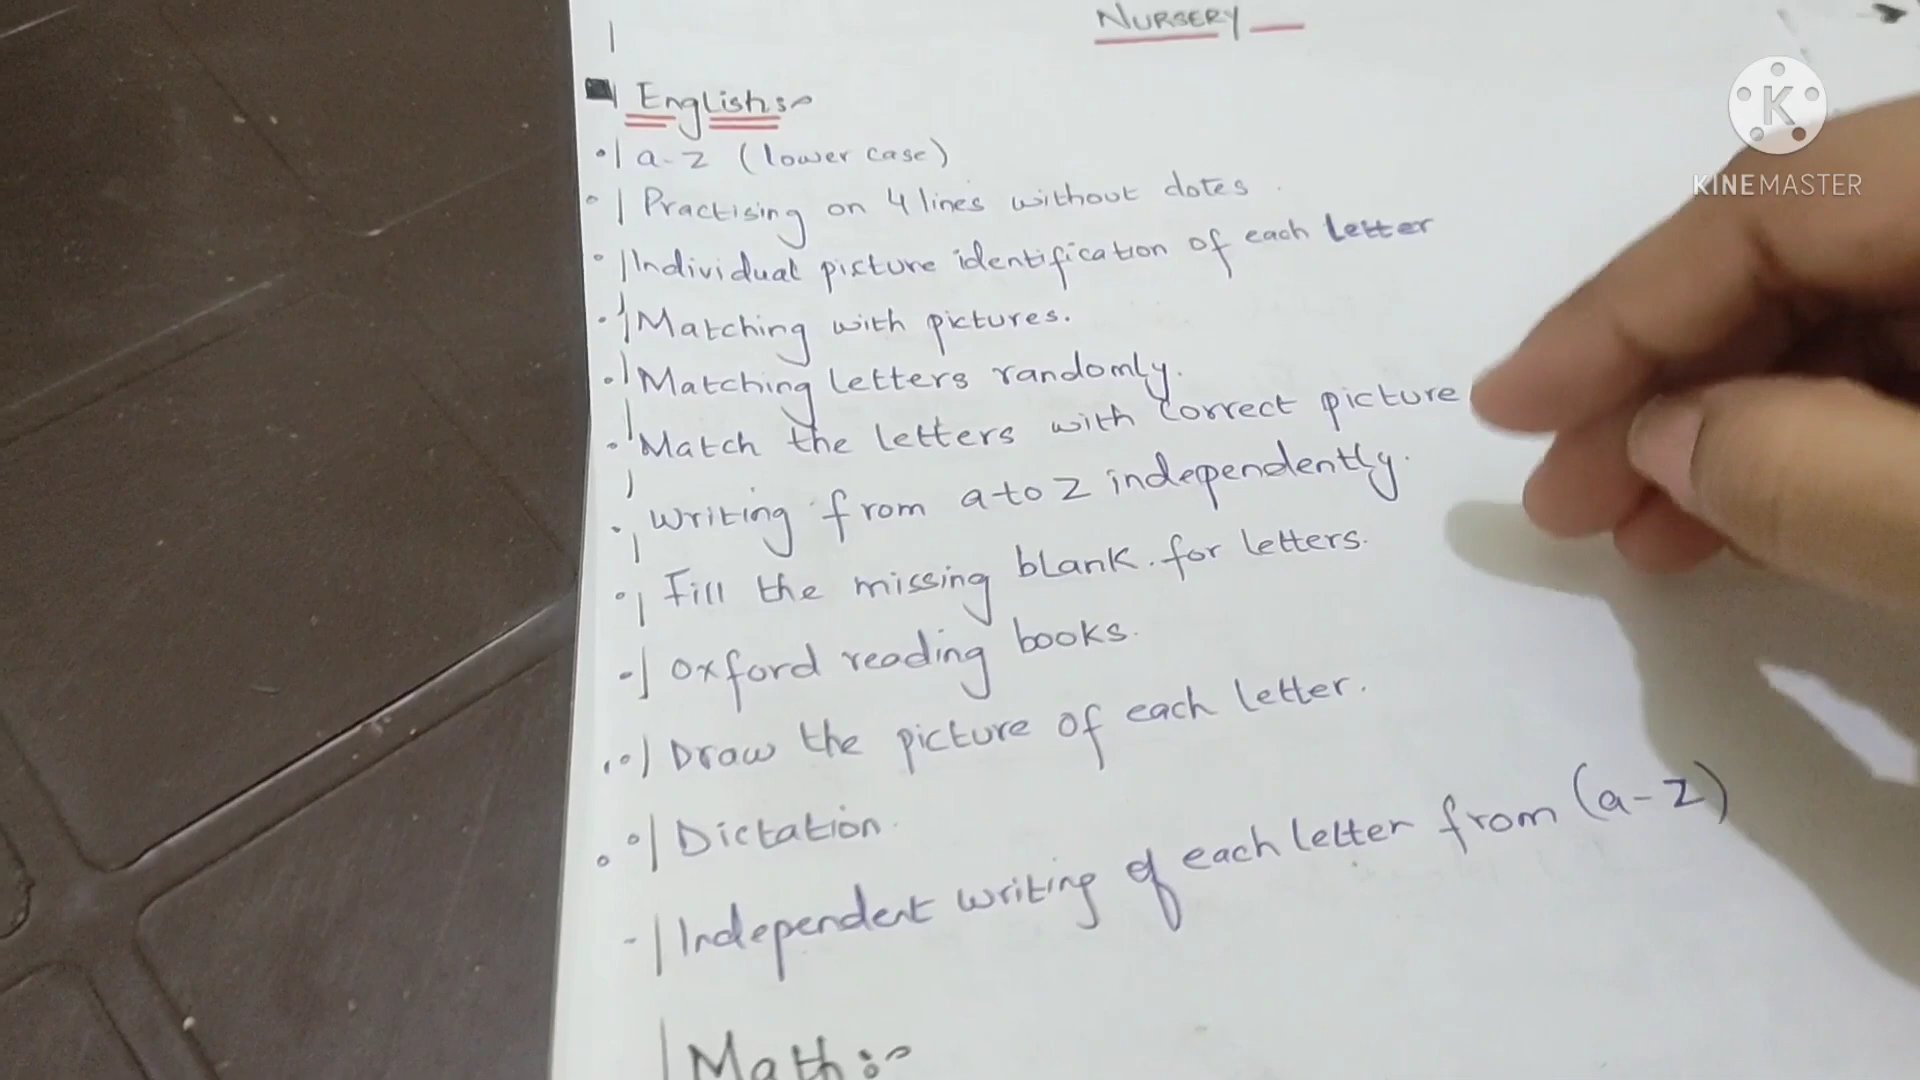 NURSERY
English:-
a-z (lower case)
Practising on 4 lines without dotes.
Individual picture identification of each letter
Matching with pictures.
Matching letters randomly.
Match the letters with correct picture
writing from a to z independently.
Fill the missing blank. for letters.
Oxford reading books.
Draw the picture of each letter.
Dictation.
Independent writing of each letter from (a-z)
Math:-
K
KINEMASTER